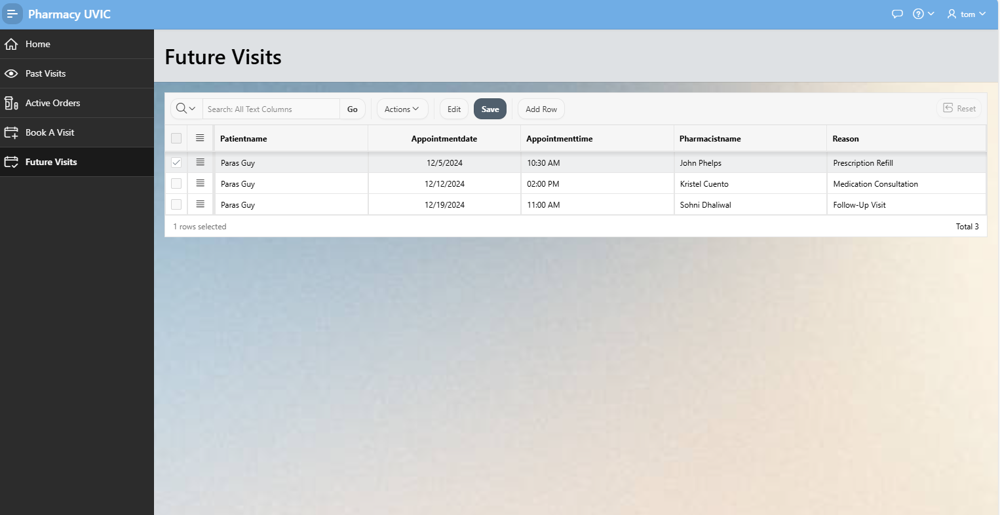 Pharmacy UVIC
tom
Home
Past Visits
Active Orders
Book A Visit
Future Visits
Future Visits
Search: All Text Columns Go Actions Edit Save Add Row Reset
Patientname Appointmentdate Appointmenttime Pharmacistname Reason
Paras Guy 12/5/2024 10:30 AM John Phelps Prescription Refill
Paras Guy 12/12/2024 02:00 PM Kristel Cuento Medication Consultation
Paras Guy 12/19/2024 11:00 AM Sohni Dhaliwal Follow-Up Visit
1 rows selected Total 3